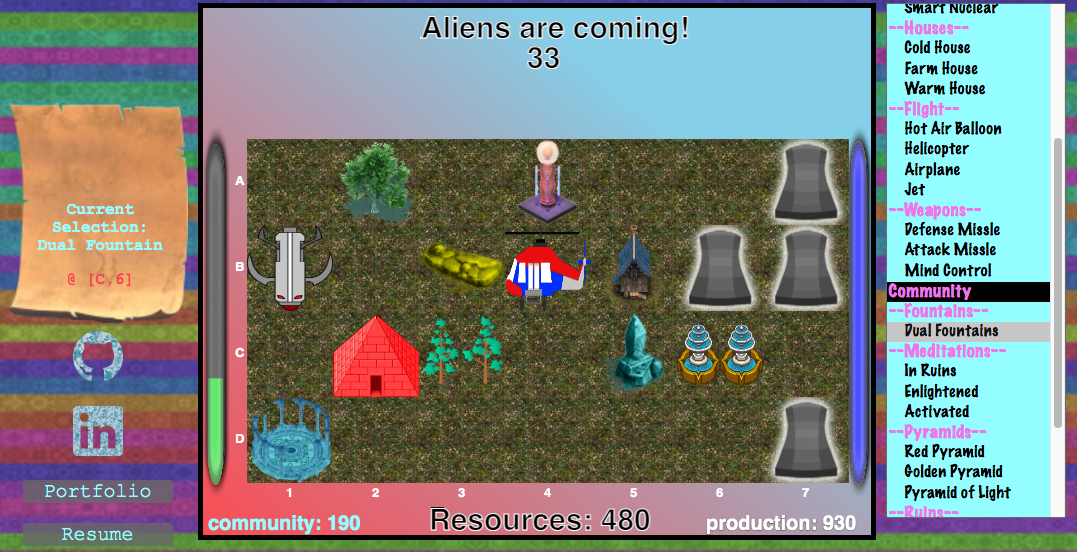 Aliens are coming!
33
Current
Selection:
Dual Fountain
@ [C,6]
in
Portfolio
Resume
A
B
C
D
1 2 3 4 5 6 7
community: 190
Resources: 480
production: 930
Smart Nuclear
--Houses--
Cold House
Farm House
Warm House
--Flight--
Hot Air Balloon
Helicopter
Airplane
Jet
--Weapons--
Defense Missle
Attack Missle
Mind Control
Community
--Fountains--
Dual Fountains
--Meditations--
In Ruins
Enlightened
Activated
--Pyramids--
Red Pyramid
Golden Pyramid
Pyramid of Light
--Ruins--